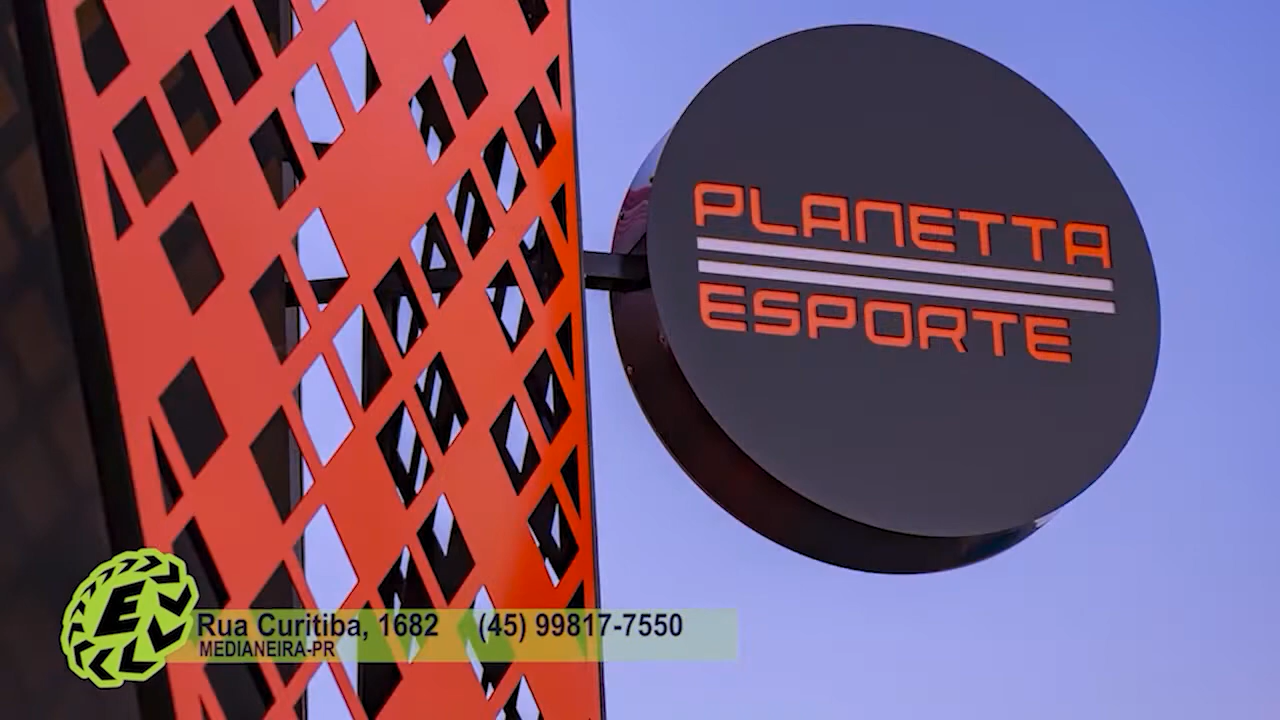 PLANETTA
ESPORTE
E
Rua Curitiba, 1682 (45) 99817-7550
MEDIANEIRA-PR